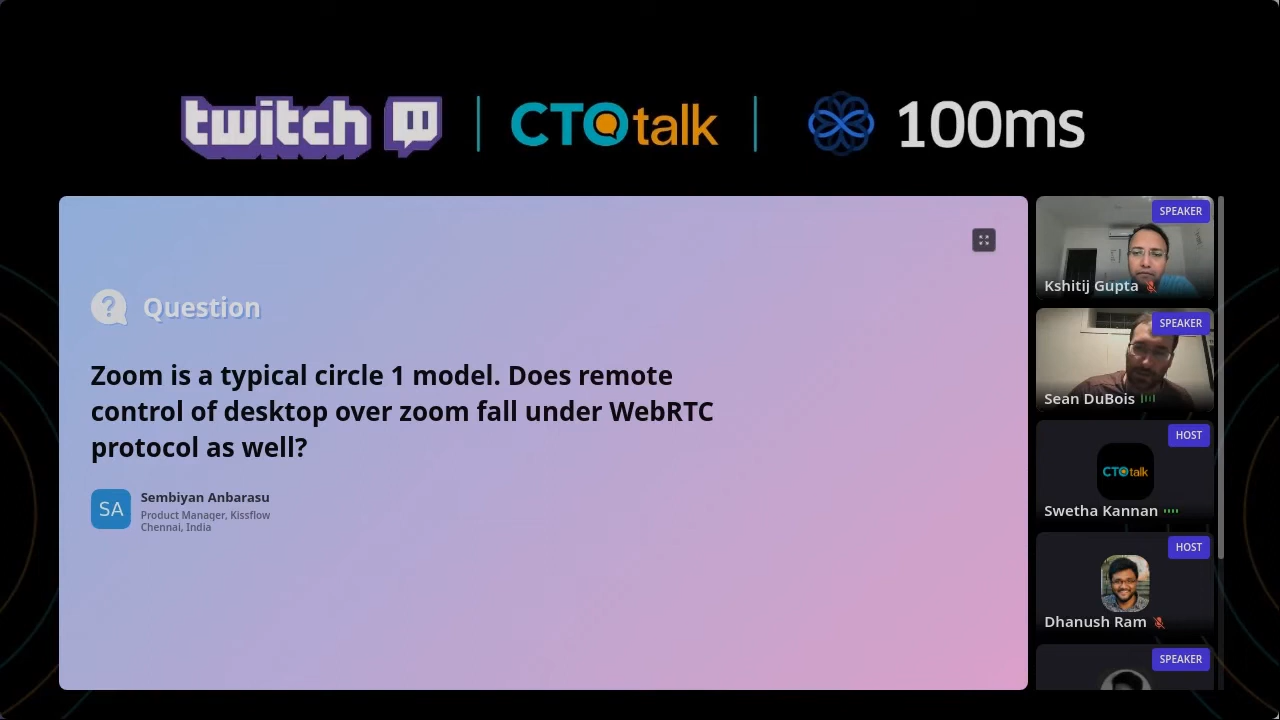 twitch
CTOtalk
100ms
Question
Zoom is a typical circle 1 model. Does remote
control of desktop over zoom fall under WebRTC
protocol as well?
SA
Sembiyan Anbarasu
Product Manager, Kissflow
Chennai, India
SPEAKER
Kshitij Gupta
SPEAKER
Sean DuBois
HOST
CTOtalk
Swetha Kannan
HOST
Dhanush Ram
SPEAKER